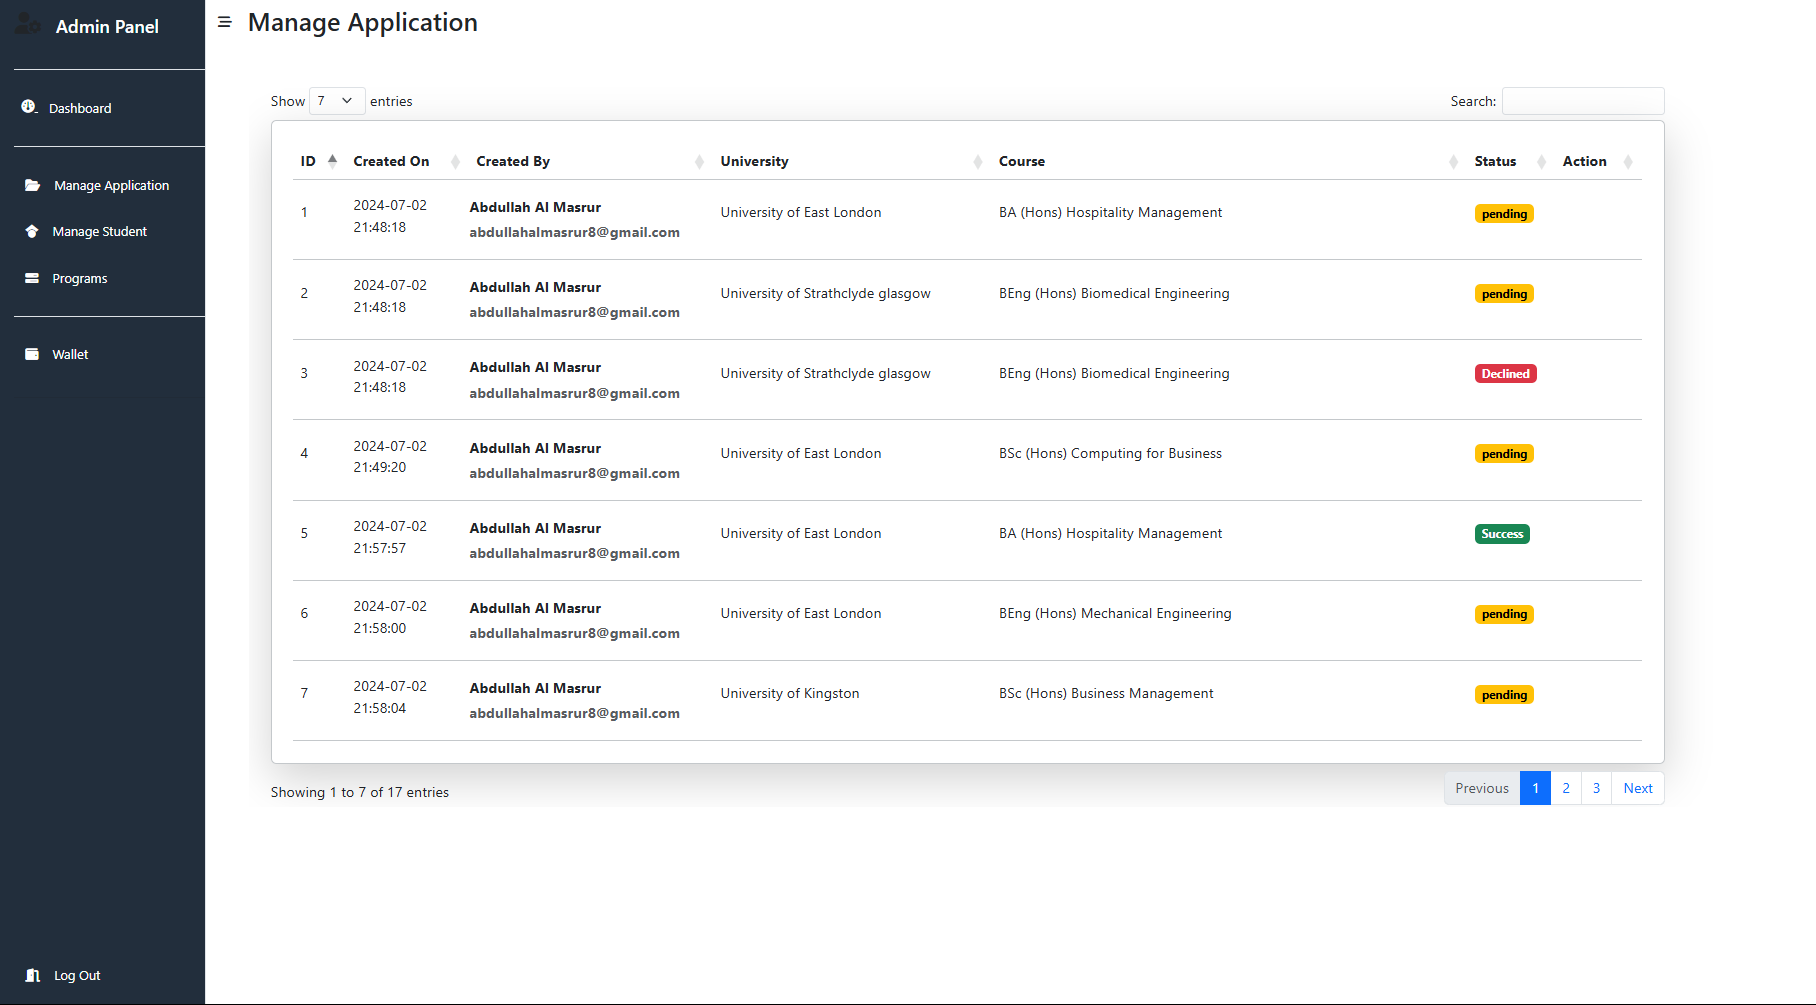 Admin Panel
Dashboard
Manage Application
Manage Student
Programs
Wallet
Log Out
Manage Application
Show 7 entries
Search:
ID Created On Created By University Course Status Action
1 2024-07-02 21:48:18 Abdullah Al Masrur abdullahalmasrur8@gmail.com University of East London BA (Hons) Hospitality Management pending
2 2024-07-02 21:48:18 Abdullah Al Masrur abdullahalmasrur8@gmail.com University of Strathclyde glasgow BEng (Hons) Biomedical Engineering pending
3 2024-07-02 21:48:18 Abdullah Al Masrur abdullahalmasrur8@gmail.com University of Strathclyde glasgow BEng (Hons) Biomedical Engineering Declined
4 2024-07-02 21:49:20 Abdullah Al Masrur abdullahalmasrur8@gmail.com University of East London BSc (Hons) Computing for Business pending
5 2024-07-02 21:57:57 Abdullah Al Masrur abdullahalmasrur8@gmail.com University of East London BA (Hons) Hospitality Management Success
6 2024-07-02 21:58:00 Abdullah Al Masrur abdullahalmasrur8@gmail.com University of East London BEng (Hons) Mechanical Engineering pending
7 2024-07-02 21:58:04 Abdullah Al Masrur abdullahalmasrur8@gmail.com University of Kingston BSc (Hons) Business Management pending
Showing 1 to 7 of 17 entries
Previous 1 2 3 Next